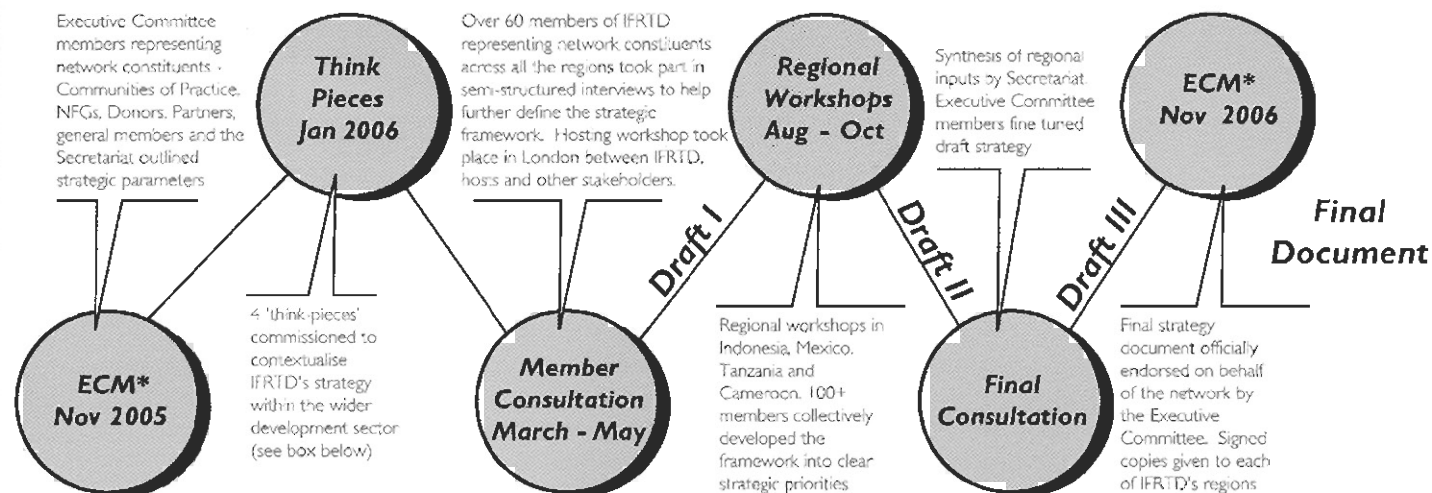 Executive Committee
members representing
network constituents -
Communities of Practice,
NFGs, Donors, Partners,
general members and the
Secretariat outlined
strategic parameters
ECM*
Nov 2005
Think
Pieces
Jan 2006
4 'think-pieces'
commissioned to
contextualise
IFRTD's strategy
within the wider
development sector
(see box below)
Over 60 members of IFRTD
representing network constituents
across all the regions took part in
semi-structured interviews to help
further define the strategic
framework. Hosting workshop took
place in London between IFRTD,
hosts and other stakeholders.
Member
Consultation
March - May
Draft I
Regional
Workshops
Aug - Oct
Regional workshops in
Indonesia, Mexico,
Tanzania and
Cameroon. 100+
members collectively
developed the
framework into clear
strategic priorities
Draft II
Synthesis of regional
inputs by Secretariat.
Executive Committee
members fine tuned
draft strategy
Final
Consultation
Draft III
ECM*
Nov 2006
Final strategy
document officially
endorsed on behalf
of the network by
the Executive
Committee. Signed
copies given to each
of IFRTD's regions
Final
Document